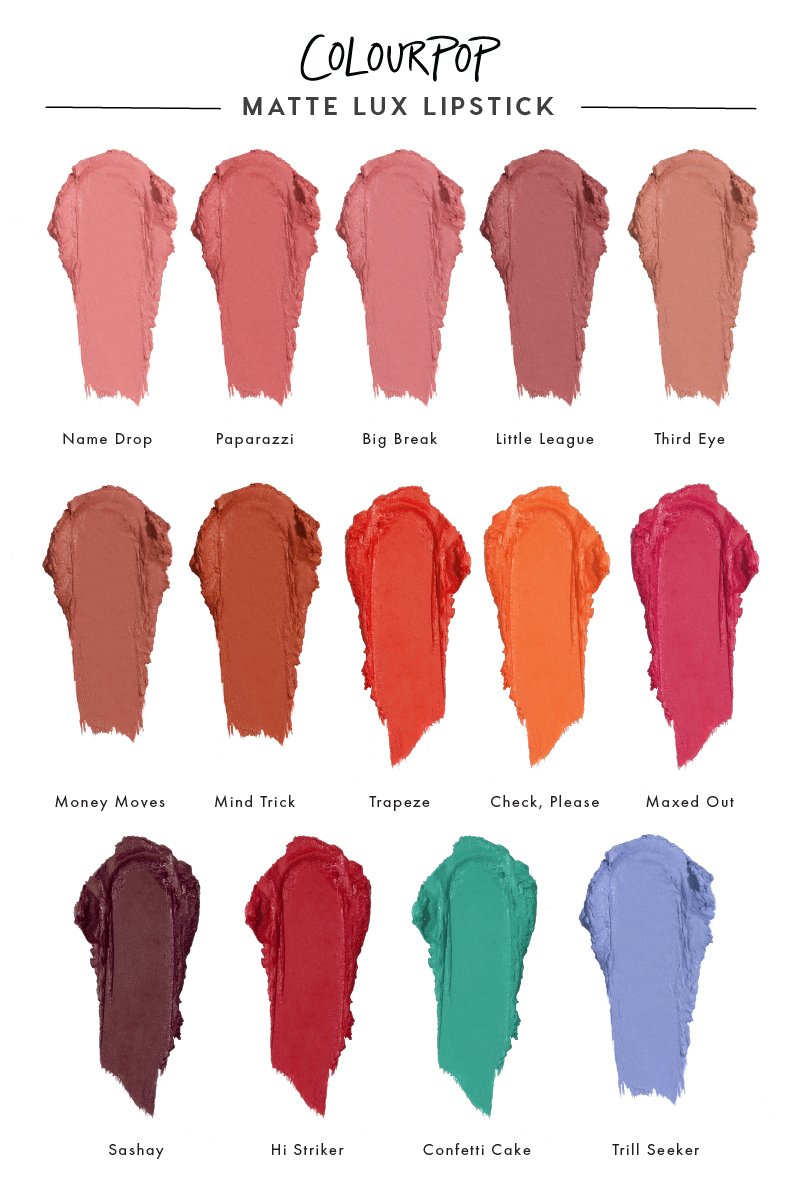 COLOURPOP
MATTE LUX LIPSTICK
Name Drop
Paparazzi
Big Break
Little League
Third Eye
Money Moves
Mind Trick
Trapeze
Check, Please
Maxed Out
Sashay
Hi Striker
Confetti Cake
Trill Seeker